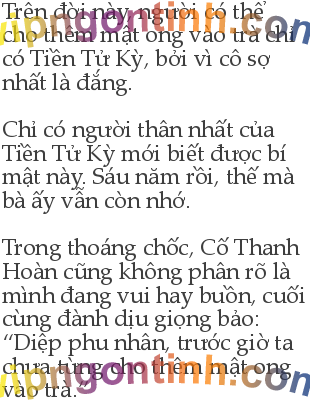 Trên đời này, người có thể
cho thêm mật ong vào trà chỉ
có Tiền Tử Kỳ, bởi vì cô sợ
nhất là đắng.
Chỉ có người thân nhất của
Tiền Tử Kỳ mới biết được bí
mật này. Sáu năm rồi, thế mà
bà ấy vẫn còn nhớ.
Trong thoáng chốc, Cố Thanh
Hoàn cũng không phân rõ là
mình đang vui hay buồn, cuối
cùng đành dịu giọng bảo:
“Diệp phu nhân, trước giờ ta
chưa từng cho thêm mật ong
vào trà.”
vipngontinh.com
vipngontinh.com